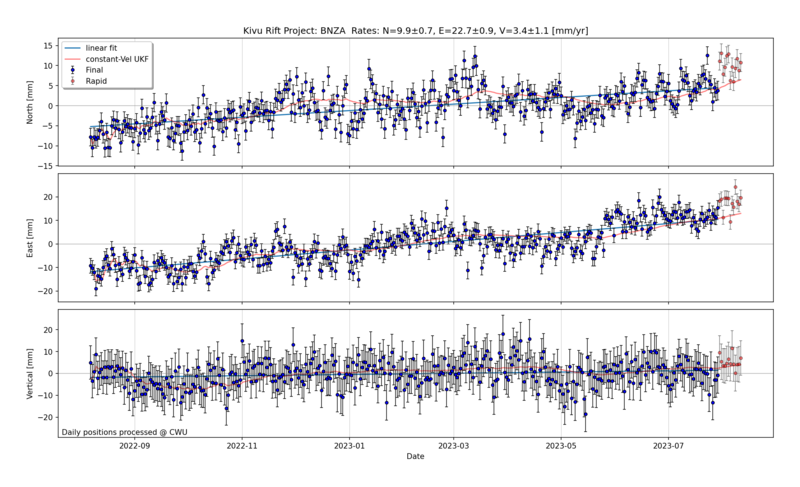 Kivu Rift Project: BNZA  Rates: N=9.9±0.7, E=22.7±0.9, V=3.4±1.1 [mm/yr]
linear fit
constant-Vel UKF
Final
Rapid
North [mm]
15
10
5
0
−5
−10
−15
East [mm]
20
10
0
−10
−20
Vertical [mm]
20
10
0
−10
−20
Daily positions processed @ CWU
2022-09 2022-11 2023-01 2023-03 2023-05 2023-07
Date